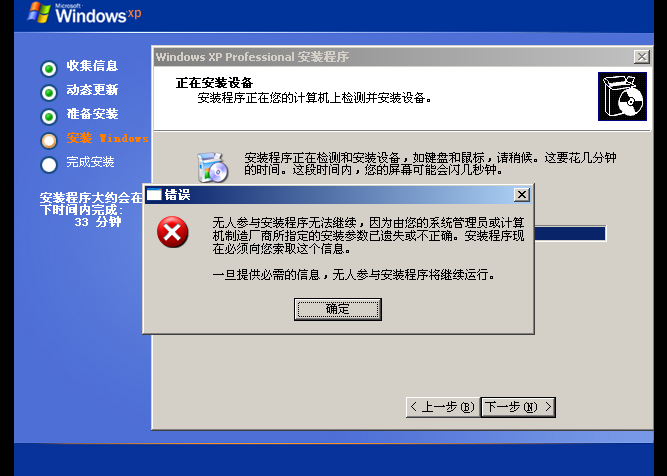 Microsoft
Windows xp
收集信息
动态更新
准备安装
安装 Windows
完成安装
安装程序大约会在
下时间内完成:
33 分钟
Windows XP Professional 安装程序
正在安装设备
安装程序正在您的计算机上检测并安装设备。
安装程序正在检测和安装设备，如键盘和鼠标，请稍候。这要花几分钟
的时间。这段时间内，您的屏幕可能会闪几秒钟。
错误
无人参与安装程序无法继续，因为由您的系统管理员或计算
机制造厂商所指定的安装参数已遗失或不正确。安装程序现
在必须向您索取这个信息。
一旦提供必需的信息，无人参与安装程序将继续运行。
确定
< 上一步(B) 下一步(N) >